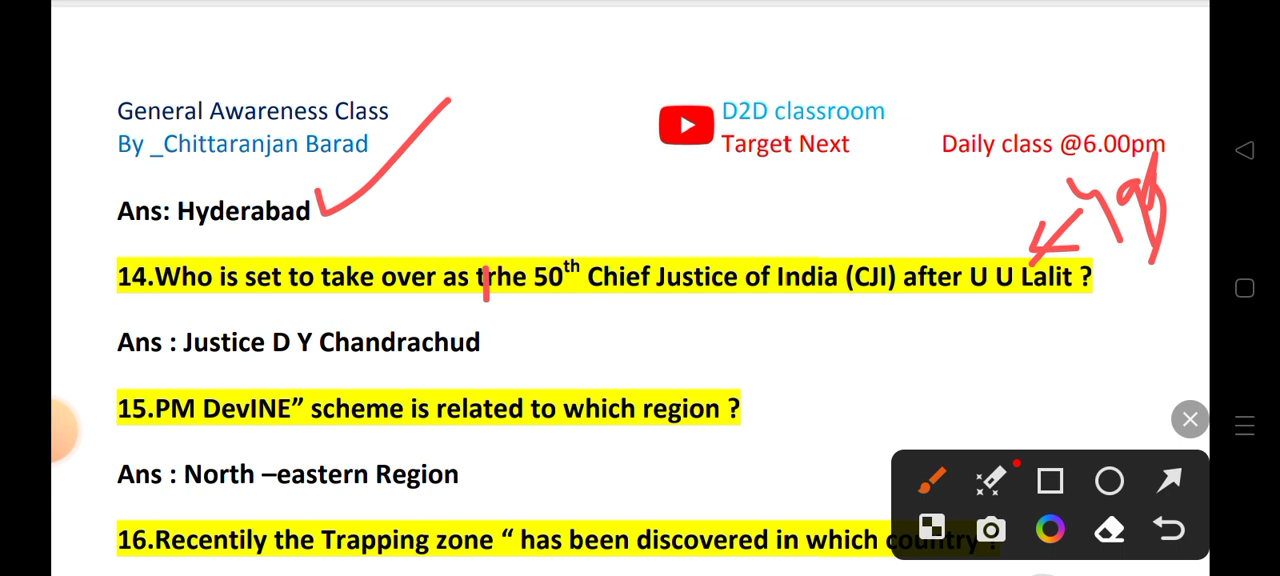 General Awareness Class
D2D classroom
By _Chittaranjan Barad
Target Next
Daily class @6.00pm
Ans: Hyderabad
14.Who is set to take over as trhe 50th Chief Justice of India (CJI) after U U Lalit ?
Ans : Justice D Y Chandrachud
15.PM DevINE” scheme is related to which region ?
Ans : North –eastern Region
16.Recentily the Trapping zone “ has been discovered in which country ?